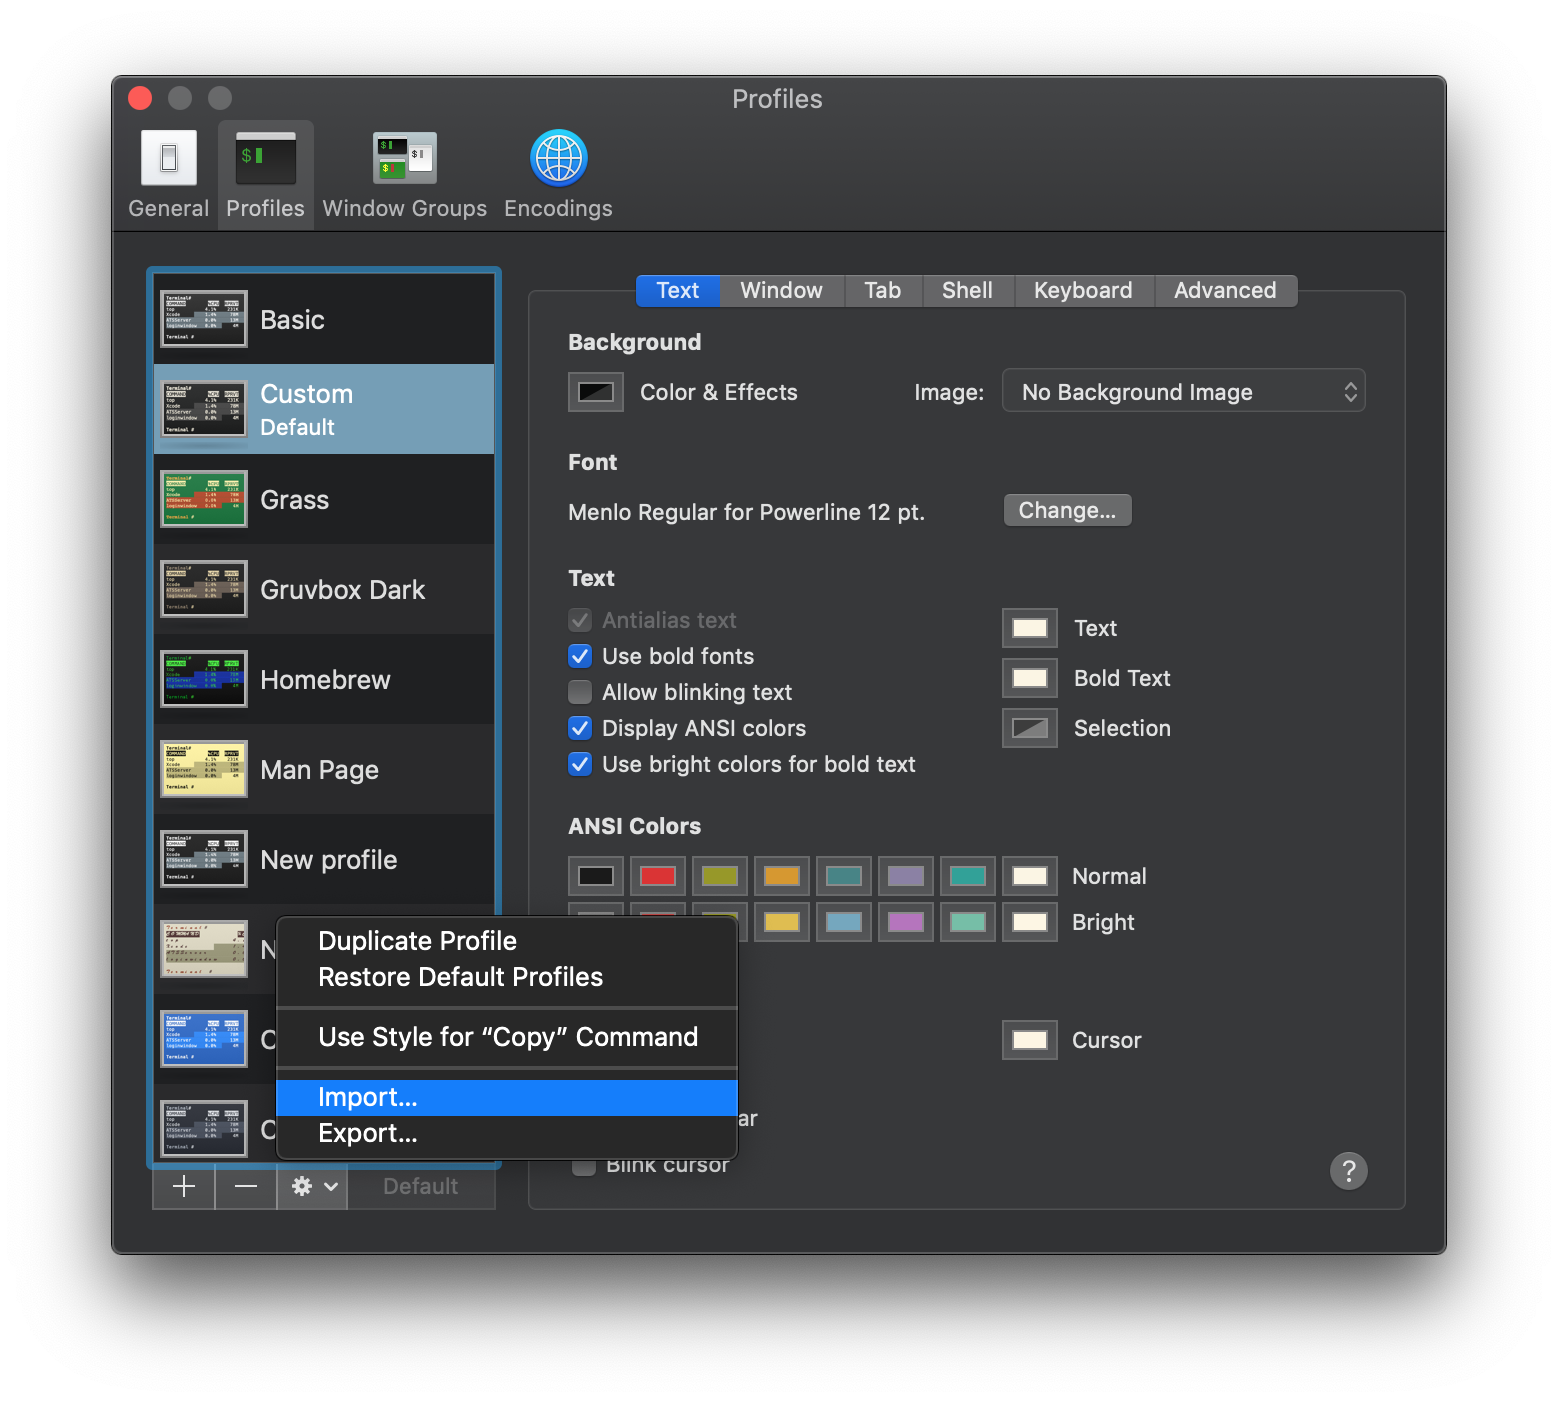 Profiles
General
Profiles
Window Groups
Encodings
Basic
Custom
Default
Grass
Gruvbox Dark
Homebrew
Man Page
New profile
N
O
O
Duplicate Profile
Restore Default Profiles
Use Style for “Copy” Command
Import...
Export...
Default
Text
Window
Tab
Shell
Keyboard
Advanced
Background
Color & Effects
Image:
No Background Image
Font
Menlo Regular for Powerline 12 pt.
Change...
Text
Antialias text
Use bold fonts
Allow blinking text
Display ANSI colors
Use bright colors for bold text
Text
Bold Text
Selection
ANSI Colors
Normal
Bright
Cursor
ar
Blink cursor
?